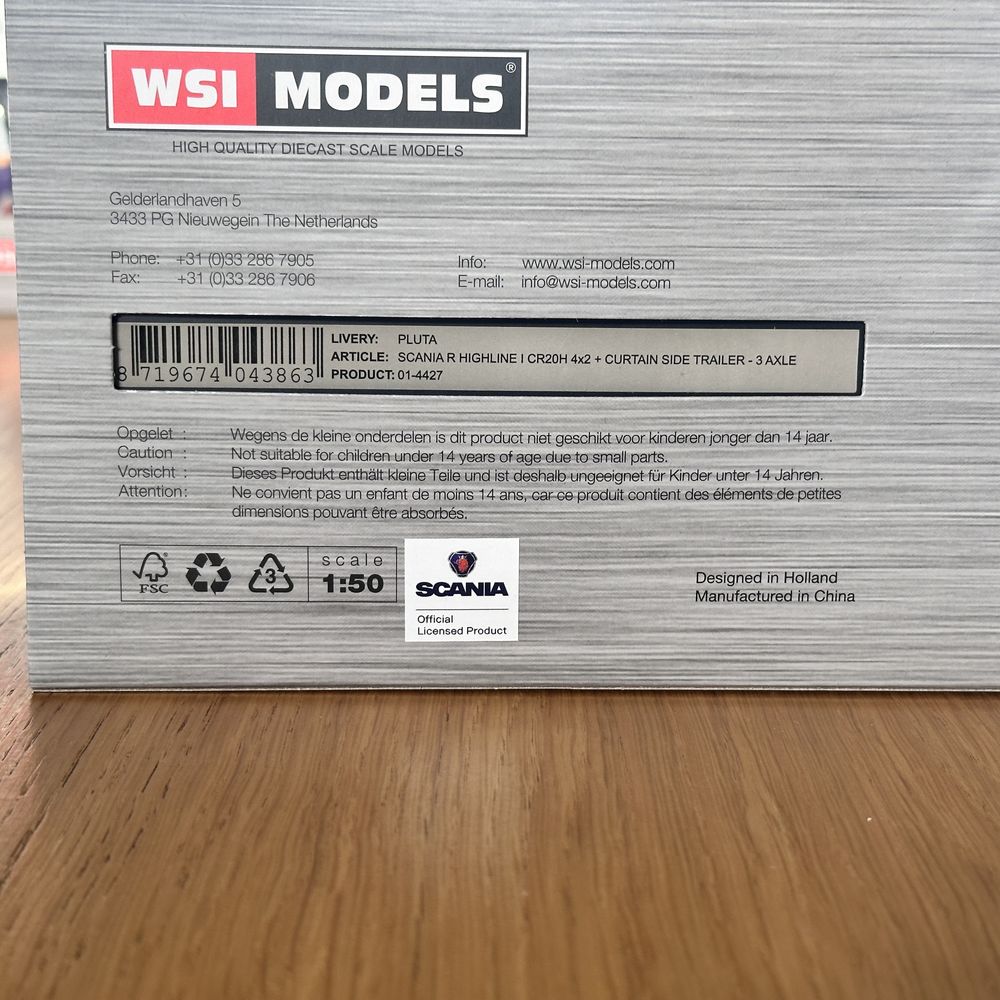 WSI MODELS®
HIGH QUALITY DIECAST SCALE MODELS
Gelderlandhaven 5
3433 PG Nieuwegein The Netherlands
Phone: +31 (0)33 286 7905
Fax: +31 (0)33 286 7906
Info: www.wsi-models.com
E-mail: info@wsi-models.com
8 719674 043863
LIVERY: PLUTA
ARTICLE: SCANIA R HIGHLINE I CR20H 4x2 + CURTAIN SIDE TRAILER - 3 AXLE
PRODUCT: 01-4427
Opgelet : Wegens de kleine onderdelen is dit product niet geschikt voor kinderen jonger dan 14 jaar.
Caution : Not suitable for children under 14 years of age due to small parts.
Vorsicht : Dieses Produkt enthält kleine Teile und ist deshalb ungeeignet für Kinder unter 14 Jahren.
Attention: Ne convient pas un enfant de moins 14 ans, car ce produit contient des éléments de petites
dimensions pouvant être absorbés.
FSC
3
scale
1:50
SCANIA
Official
Licensed Product
Designed in Holland
Manufactured in China